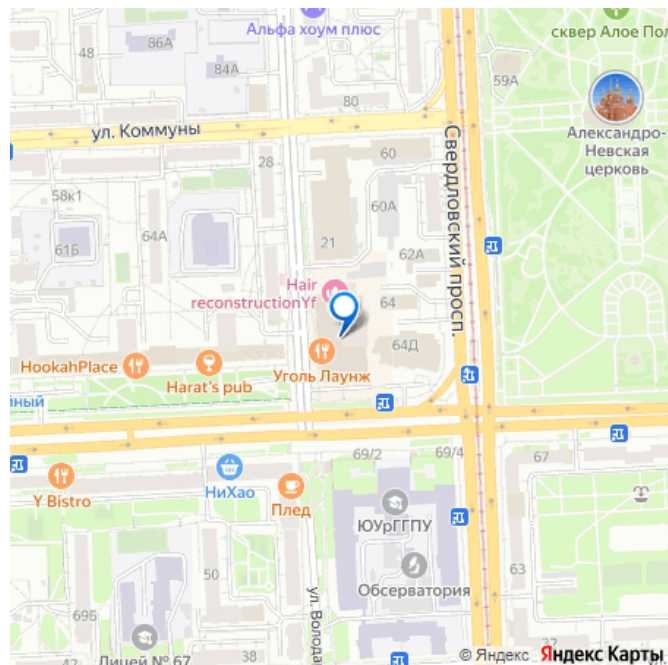 Альфа хоум плюс
сквер Алое Пол
48
86А
84А
59А
80
ул. Коммуны
Александро-
Невская
церковь
28
60
58к1
60А
64А
61Б
21
62А
Свердловский просп.
Hair
reconstructionYf
64
64Д
HookahPlace
Harat's pub
Уголь Лаунж
йный
69/2
69/4
67
Y Bistro
НиХао
Плед
ЮУрГГПУ
50
Обсерватория
63
ул. Волода
69Б
Лицей № 67
42
38
32
© Яндекс Яндекс Карты